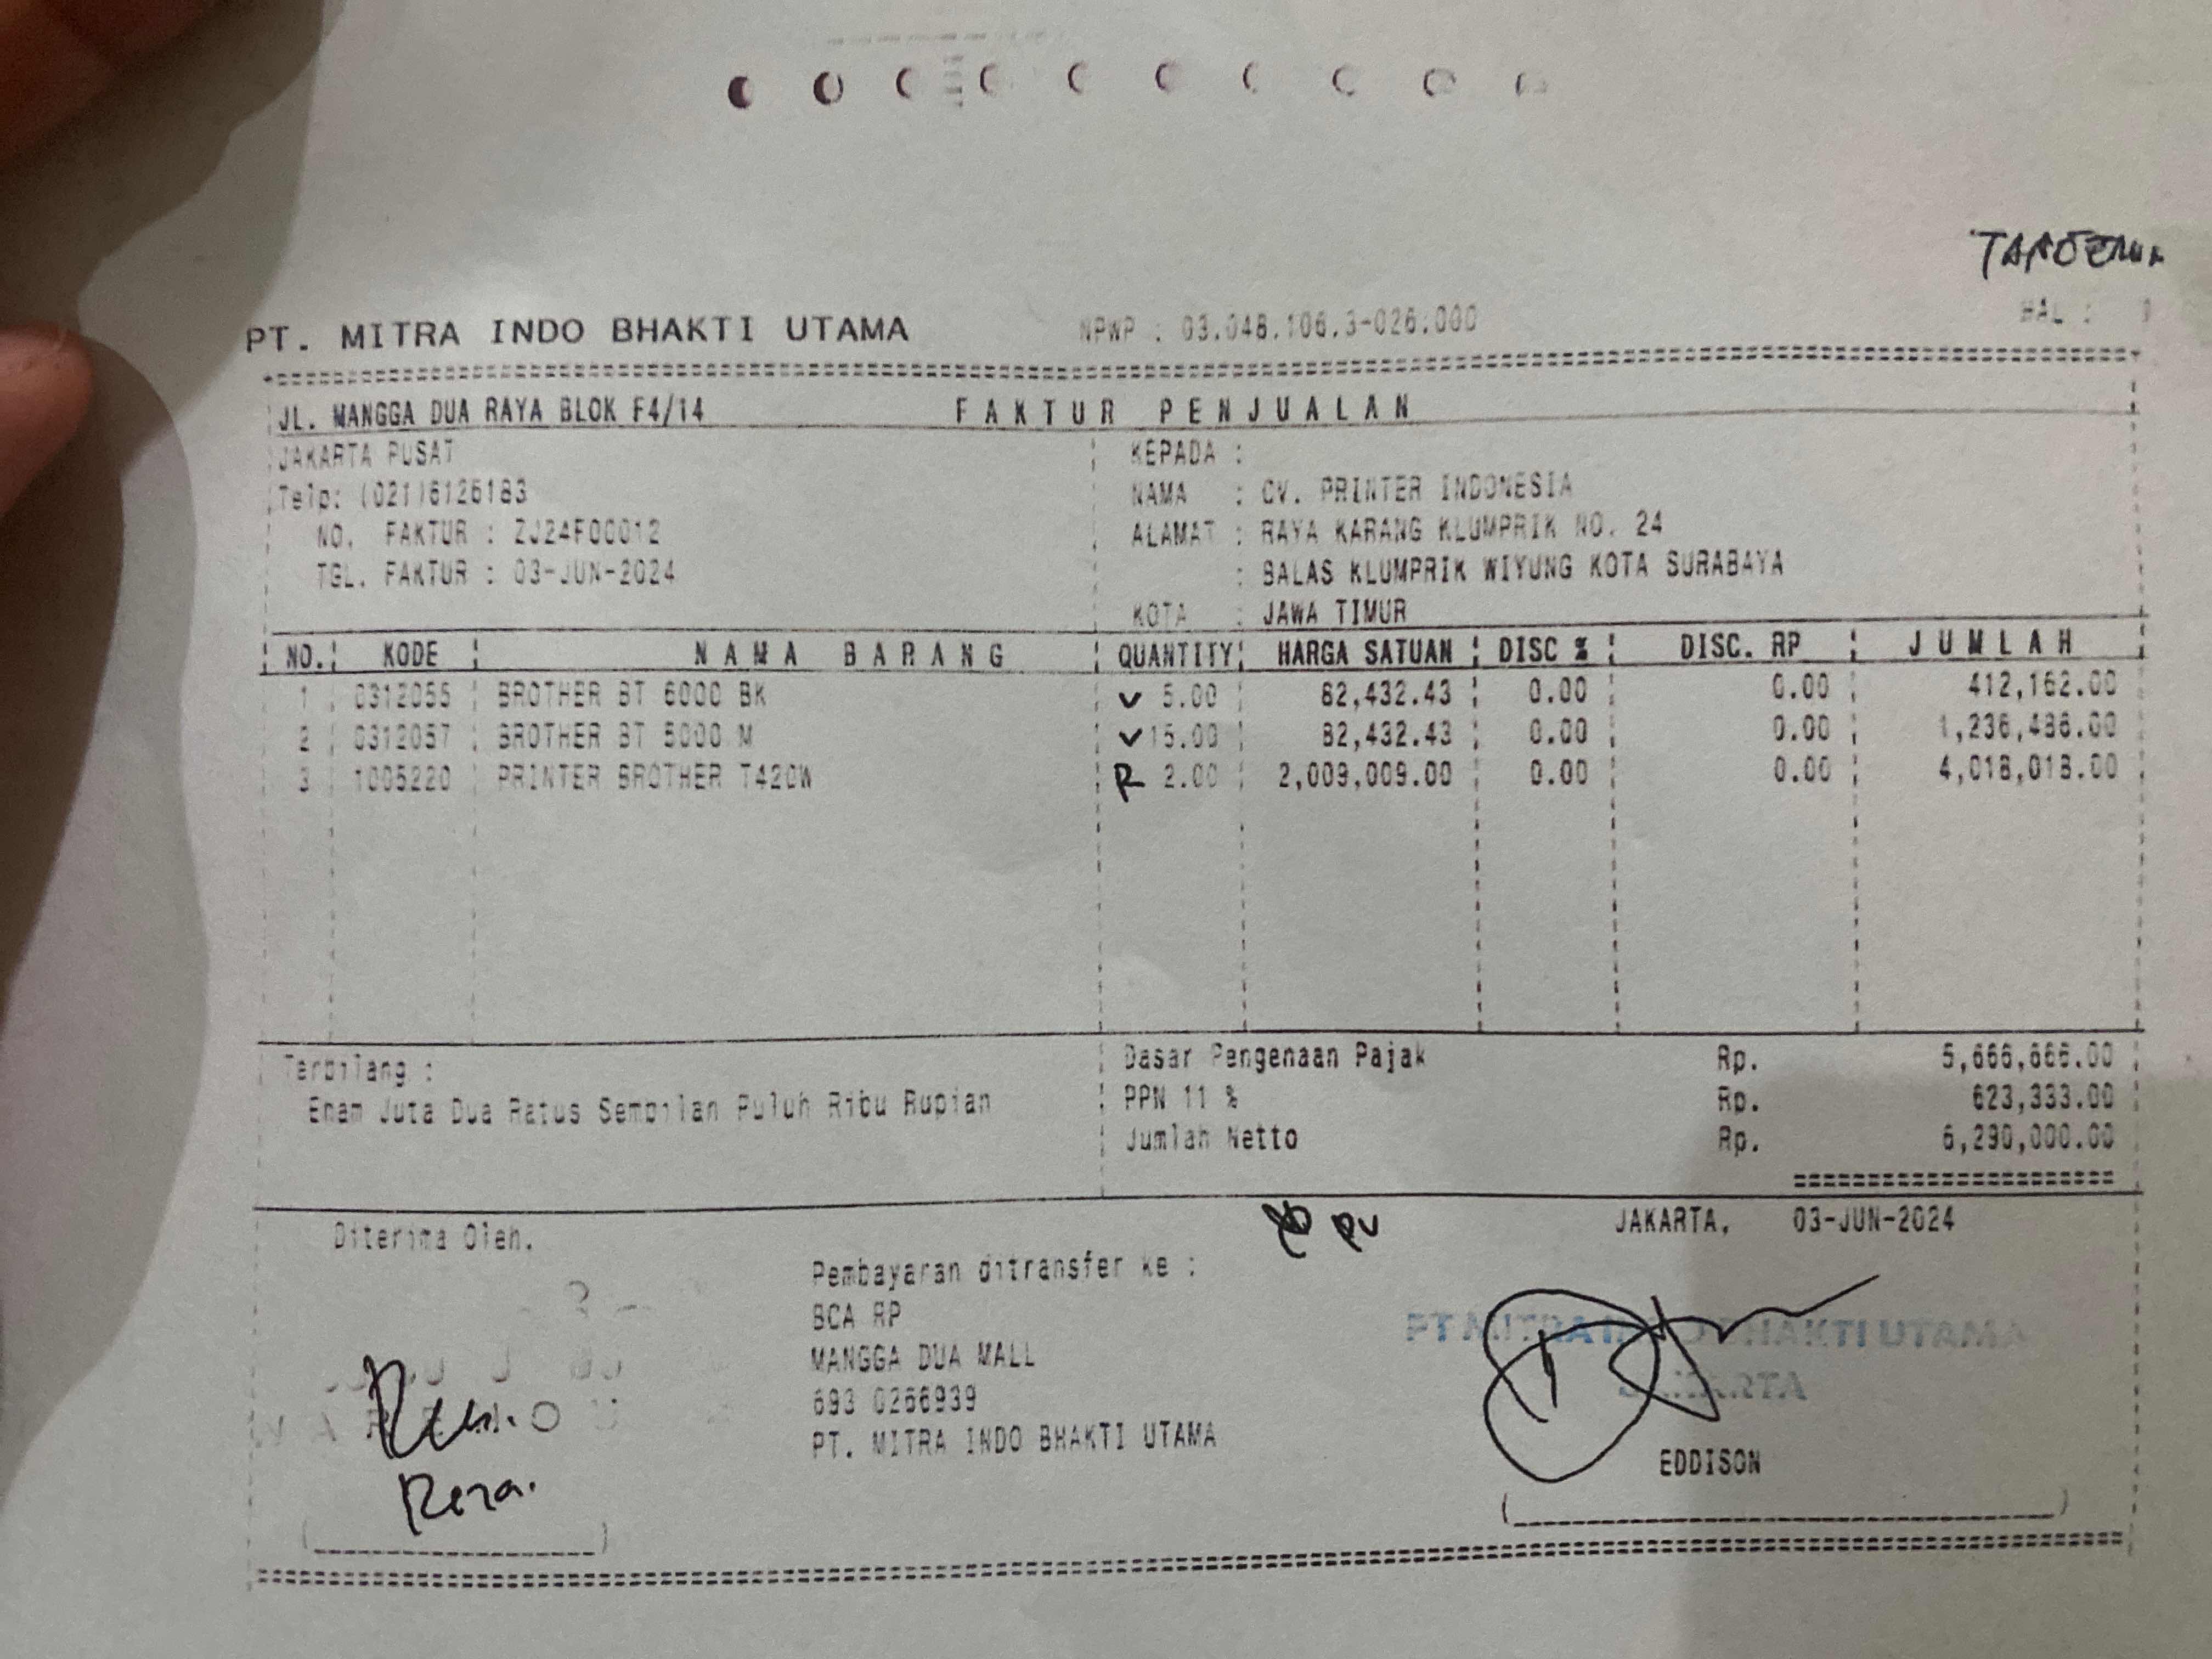 PT. MITRA INDO BHAKTI UTAMA NPWP : 03.048.106.3-026.000 HAL : 1
JL. MANGGA DUA RAYA BLOK F4/14 FAKTUR PENJUALAN
JAKARTA PUSAT KEPADA :
Telp: (021)6126183 NAMA : CV. PRINTER INDONESIA
NO. FAKTUR : ZJ24F00012 ALAMAT : RAYA KARANG KLUMPRIK NO. 24
TGL. FAKTUR : 03-JUN-2024 : BALAS KLUMPRIK WIYUNG KOTA SURABAYA
KOTA : JAWA TIMUR
NO. KODE NAMA BARANG QUANTITY HARGA SATUAN DISC % DISC. RP JUMLAH
1 0312055 BROTHER BT 6000 BK 5.00 82,432.43 0.00 0.00 412,162.00
2 0312057 BROTHER BT 5000 M 15.00 82,432.43 0.00 0.00 1,236,486.00
3 1005220 PRINTER BROTHER T420W R 2.00 2,009,009.00 0.00 0.00 4,018,018.00
Terbilang : Dasar Pengenaan Pajak Rp. 5,666,666.00
Enam Juta Dua Ratus Sembilan Puluh Ribu Rupiah PPN 11 % Rp. 623,333.00
Jumlah Netto Rp. 6,290,000.00
Diterima Oleh. JAKARTA, 03-JUN-2024
Pembayaran ditransfer ke :
BCA RP
MANGGA DUA MALL
693 0266939
PT. MITRA INDO BHAKTI UTAMA
PT MITRA INDO BHAKTI UTAMA
JAKARTA
EDDISON
Reza.